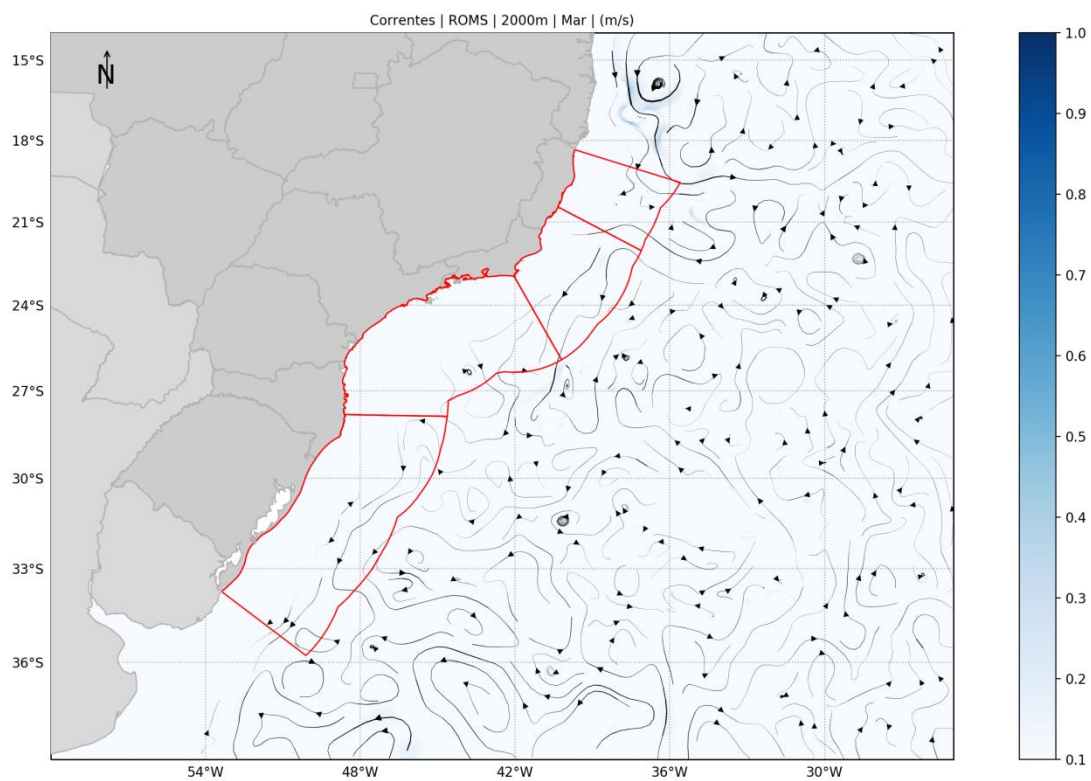 Correntes | ROMS | 2000m | Mar | (m/s)
N
15°S
18°S
21°S
24°S
27°S
30°S
33°S
36°S
54°W
48°W
42°W
36°W
30°W
1.0
0.9
0.8
0.7
0.6
0.5
0.4
0.3
0.2
0.1